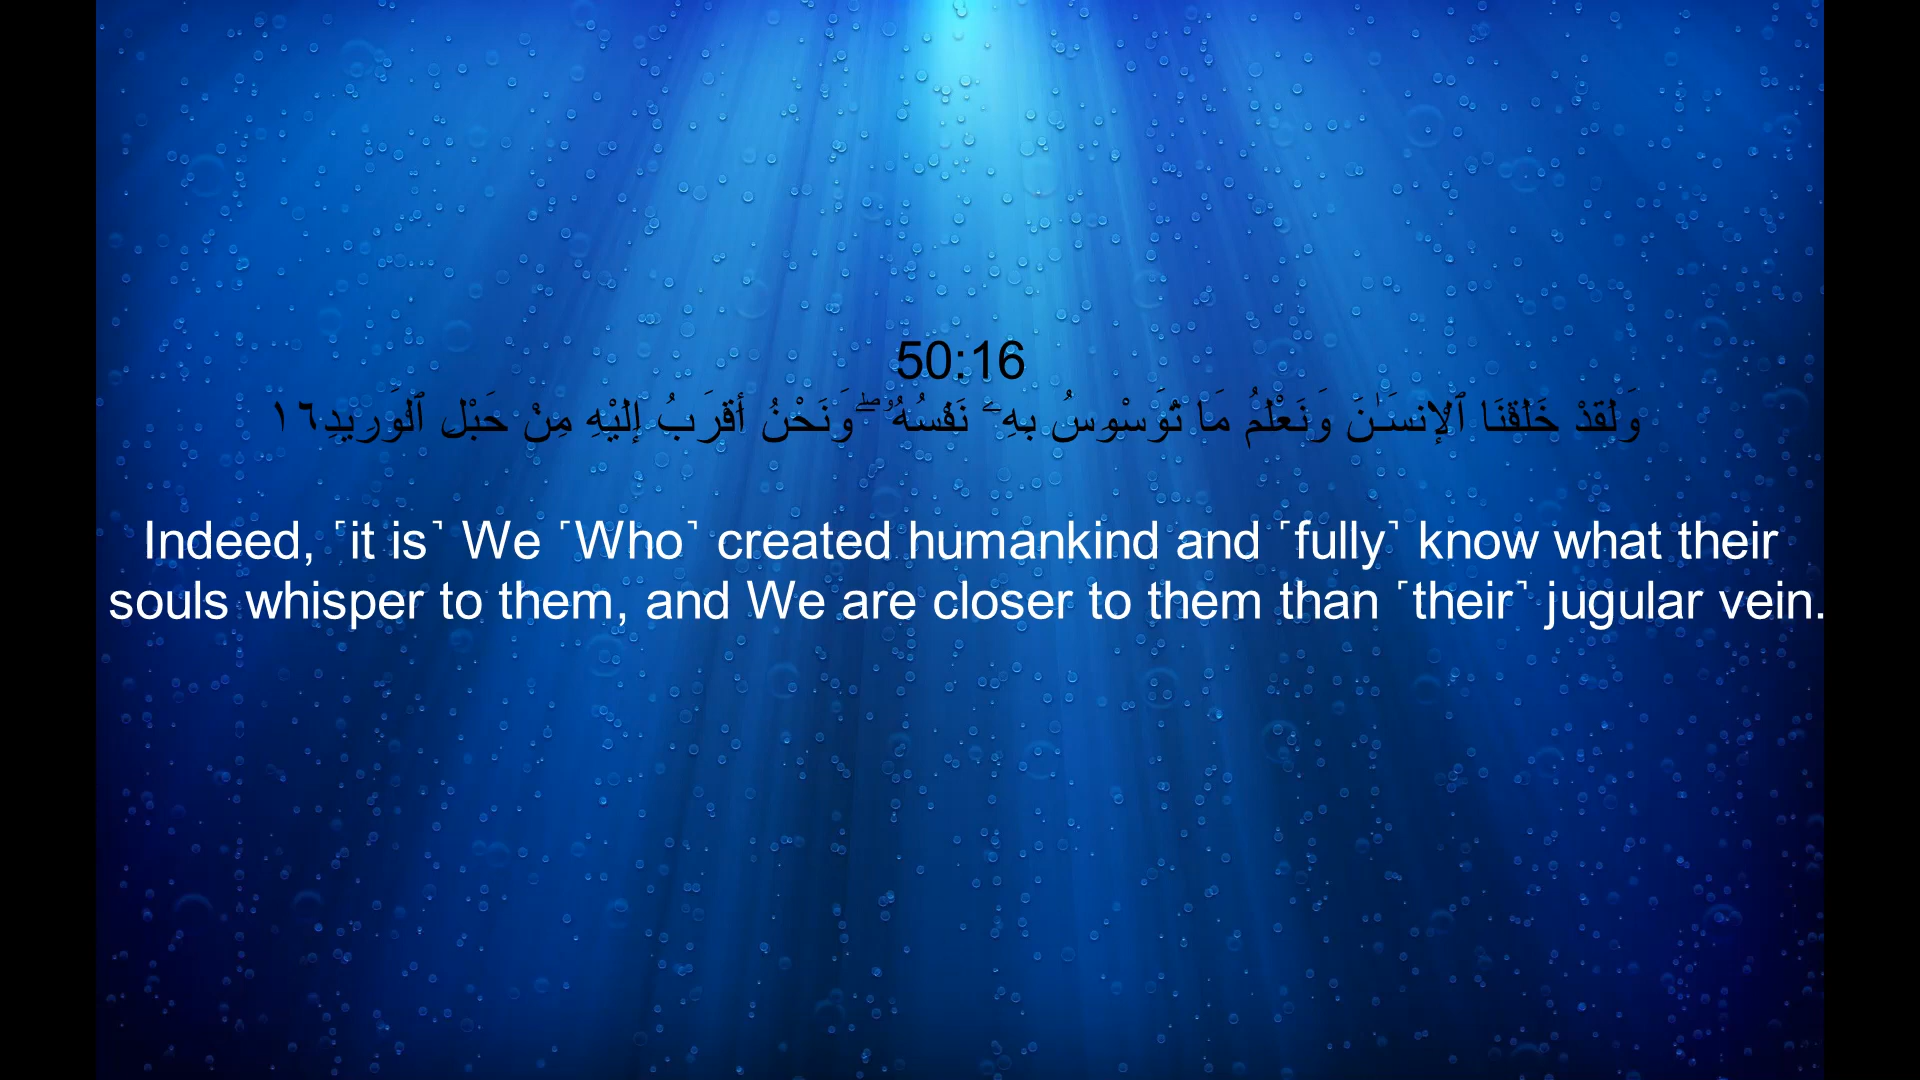 50:16
وَلَقَدْ خَلَقْنَا ٱلْإِنسَـٰنَ وَنَعْلَمُ مَا تُوَسْوِسُ بِهِۦ نَفْسُهُۥ ۖ وَنَحْنُ أَقْرَبُ إِلَيْهِ مِنْ حَبْلِ ٱلْوَرِيدِ١٦
Indeed, ˹it is˺ We ˹Who˺ created humankind and ˹fully˺ know what their
souls whisper to them, and We are closer to them than ˹their˺ jugular vein.